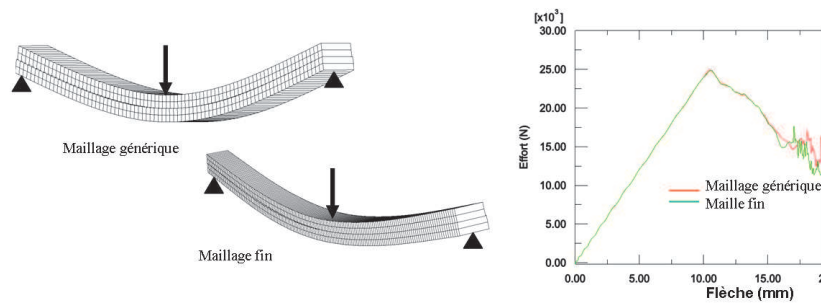 Maillage générique
Maillage fin
[x10³]
30.00
25.00
20.00
15.00
10.00
5.00
0.00
Effort (N)
Maillage générique
Maille fin
0.00 5.00 10.00 15.00
Flèche (mm)